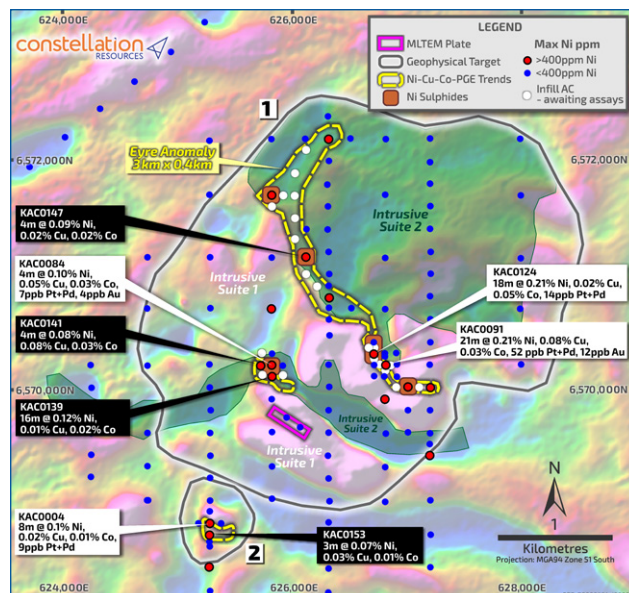 624,000E
626,000E
constellation
RESOURCES
LEGEND
MLTEM Plate
Geophysical Target
Ni-Cu-Co-PGE Trends
Ni Sulphides
Max Ni ppm
>400ppm Ni
<400ppm Ni
Infill AC
- awaiting assays
1
6,572,000N
6,572,000N
Eyre Anomaly
3km x 0.4km
KAC0147
4m @ 0.09% Ni,
0.02% Cu, 0.02% Co
Intrusive
Suite 2
Intrusive
Suite 1
KAC0084
4m @ 0.10% Ni,
0.05% Cu, 0.03% Co,
7ppb Pt+Pd, 4ppb Au
KAC0124
18m @ 0.21% Ni, 0.02% Cu,
0.05% Co, 14ppb Pt+Pd
KAC0141
4m @ 0.08% Ni,
0.08% Cu, 0.03% Co
KAC0091
21m @ 0.21% Ni, 0.08% Cu,
0.03% Co, 52 ppb Pt+Pd, 12ppb Au
6,570,000N
6,570,000N
KAC0139
16m @ 0.12% Ni,
0.01% Cu, 0.02% Co
Intrusive
Suite 2
Intrusive
Suite 1
KAC0004
8m @ 0.1% Ni,
0.02% Cu, 0.01% Co,
9ppb Pt+Pd
2
KAC0153
3m @ 0.07% Ni,
0.03% Cu, 0.01% Co
N
1
Kilometres
Projection: MGA94 Zone 51 South
624,000E
626,000E
628,000E